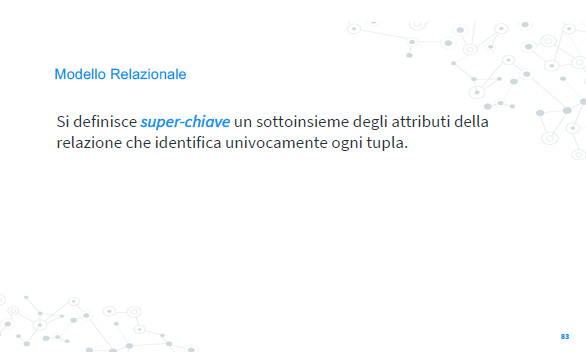 Modello Relazionale
Si definisce super-chiave un sottoinsieme degli attributi della
relazione che identifica univocamente ogni tupla.
83